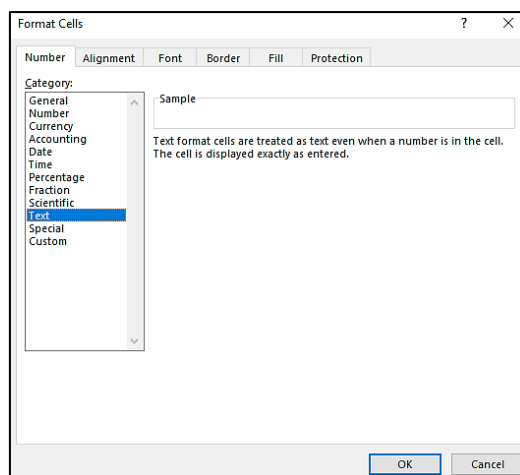 Format Cells
?
Number Alignment Font Border Fill Protection
Category:
General
Number
Currency
Accounting
Date
Time
Percentage
Fraction
Scientific
Text
Special
Custom
Sample
Text format cells are treated as text even when a number is in the cell.
The cell is displayed exactly as entered.
OK Cancel